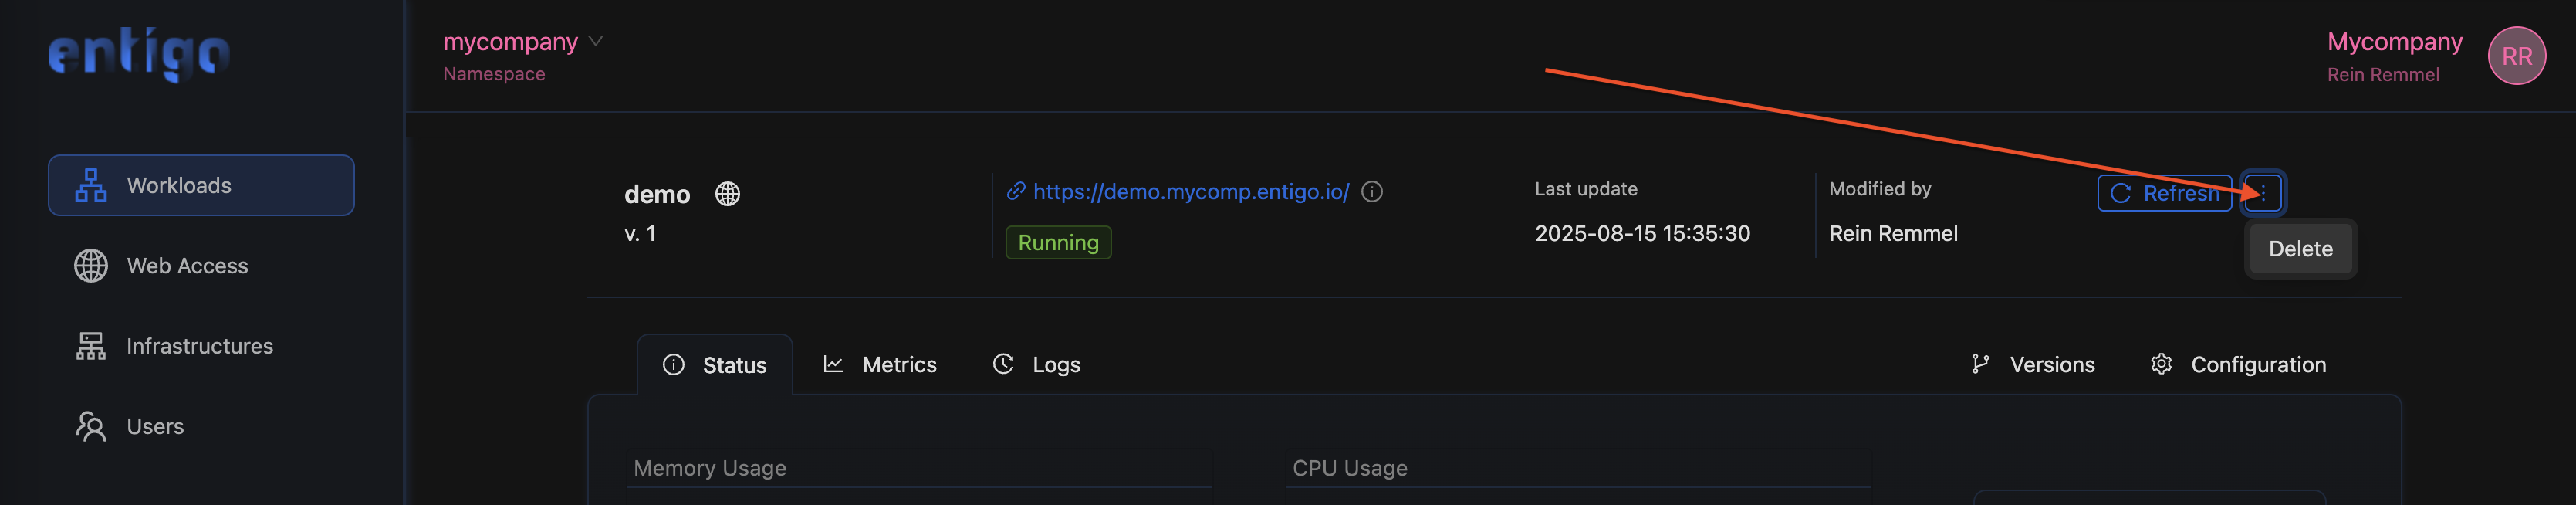 entigo
mycompany
Namespace
Mycompany
Rein Remmel
RR
Workloads
Web Access
Infrastructures
Users
demo
v. 1
https://demo.mycomp.entigo.io/
Running
Last update
2025-08-15 15:35:30
Modified by
Rein Remmel
Refresh
Delete
Status
Metrics
Logs
Versions
Configuration
Memory Usage
CPU Usage